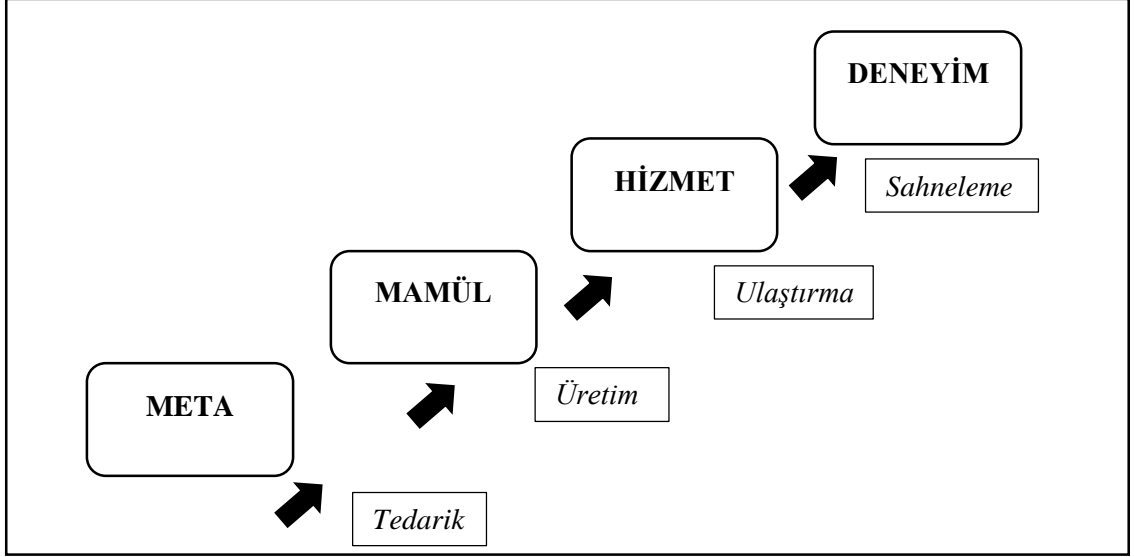 DENEYİM
Sahneleme
HİZMET
Ulaştırma
MAMÜL
Üretim
META
Tedarik